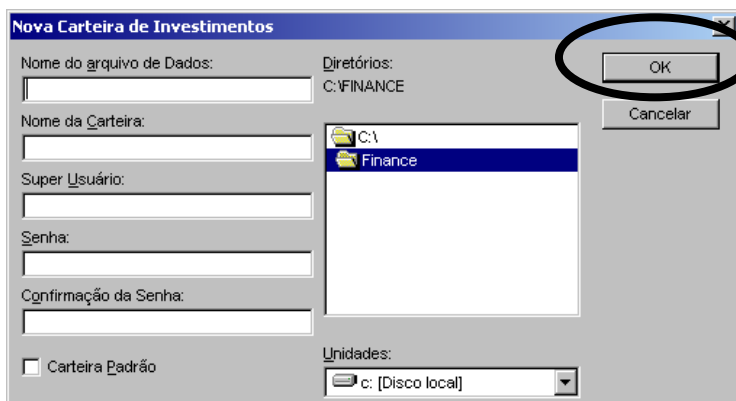 Nova Carteira de Investimentos
Nome do arquivo de Dados:
Nome da Carteira:
Super Usuário:
Senha:
Confirmação da Senha:
Carteira Padrão
Diretórios:
C:\FINANCE
C:\
Finance
Unidades:
c: [Disco local]
OK
Cancelar